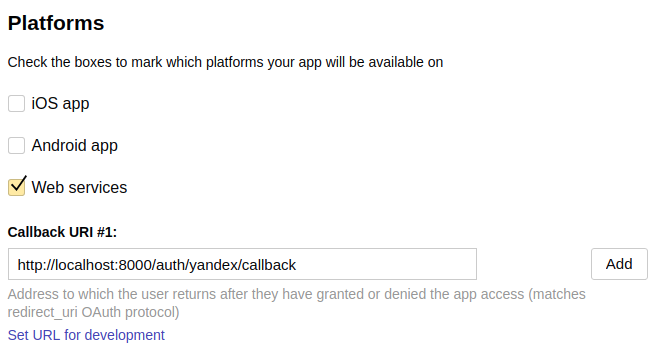 Platforms
Check the boxes to mark which platforms your app will be available on
iOS app
Android app
Web services
Callback URI #1:
http://localhost:8000/auth/yandex/callback
Add
Address to which the user returns after they have granted or denied the app access (matches
redirect_uri OAuth protocol)
Set URL for development